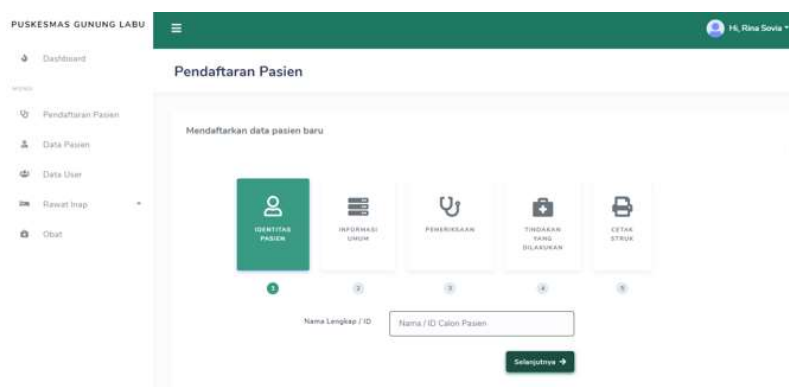 PUSKESMAS GUNUNG LABU
Hi, Rina Sovia
Dashboard
MENU
Pendaftaran Pasien
Data Pasien
Data User
Rawat Inap
Obat
Pendaftaran Pasien
Mendaftarkan data pasien baru
IDENTITAS
PASIEN
INFORMASI
UMUM
PEMERIKSAAN
TINDAKAN
YANG
DILAKUKAN
CETAK
STRUK
1
2
3
4
5
Nama Lengkap / ID
Nama / ID Calon Pasien
Selanjutnya